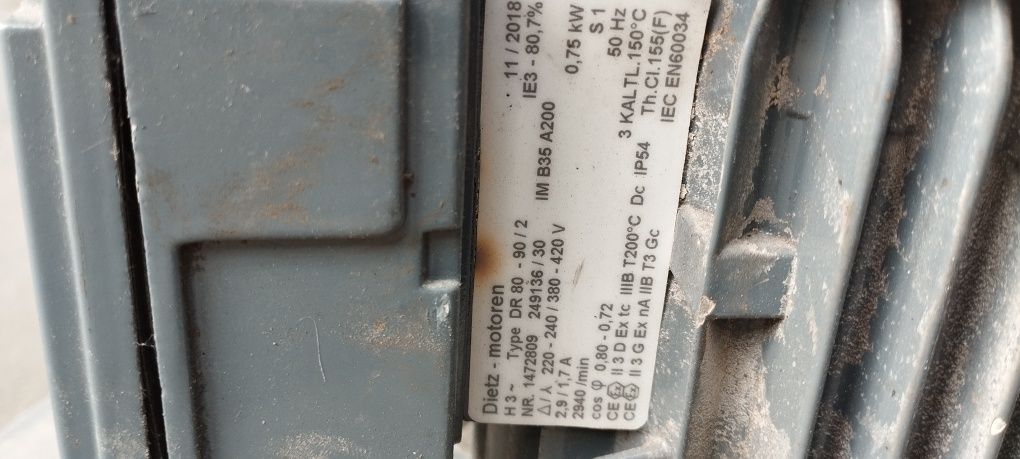 Dietz - motoren 11 / 2018
H 3 ~ Type DR 80 - 90 / 2 IE3 - 80,7%
NR. 1472809 249136 / 30 IM B35 A200
Δ / ⅄ 220 - 240 / 380 - 420 V 0,75 kW
2,9 / 1,7 A S 1
2940 /min 50 Hz
cos φ 0,80 - 0,72 3 KALTL.150°C
CE Ex II 3 D Ex tc IIIB T200°C Dc IP54 Th.Cl.155(F)
CE Ex II 3 G Ex nA IIB T3 Gc IEC EN60034